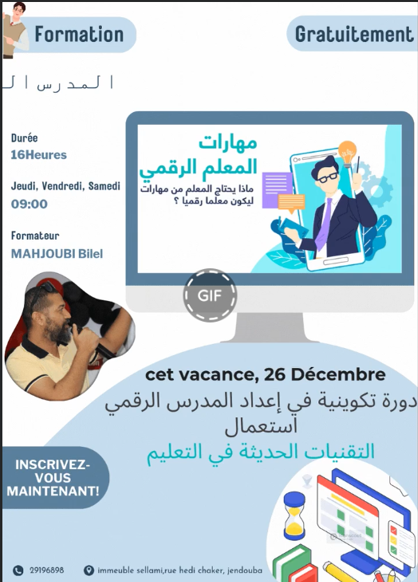 Formation
Gratuitement
المدرس ال
Durée
16Heures
Jeudi, Vendredi, Samedi
09:00
Formateur
MAHJOUBI Bilel
مهارات
المعلم الرقمي
ماذا يحتاج المعلم من مهارات
ليكون معلما رقميا ؟
GIF
cet vacance, 26 Décembre
دورة تكوينية في إعداد المدرس الرقمي
أستعمال
التقنيات الحديثة في التعليم
INSCRIVEZ-
VOUS
MAINTENANT!
29196898
immeuble sellami,rue hedi chaker, jendouba